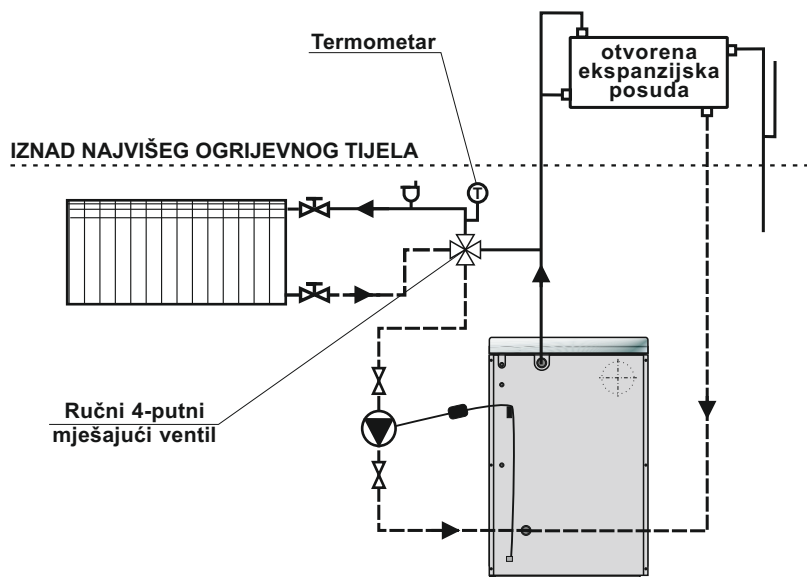 Termometar
otvorena
ekspanzijska
posuda
IZNAD NAJVIŠEG OGRIJEVNOG TIJELA
T
Ručni 4-putni
mješajući ventil